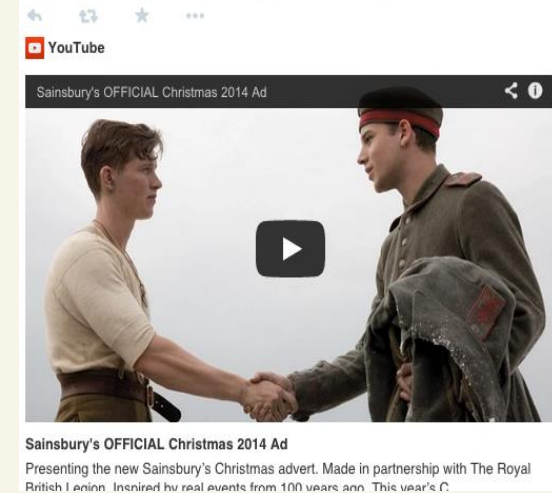 YouTube
Sainsbury's OFFICIAL Christmas 2014 Ad
Sainsbury's OFFICIAL Christmas 2014 Ad
Presenting the new Sainsbury's Christmas advert. Made in partnership with The Royal
British Legion. Inspired by real events from 100 years ago. This year's C